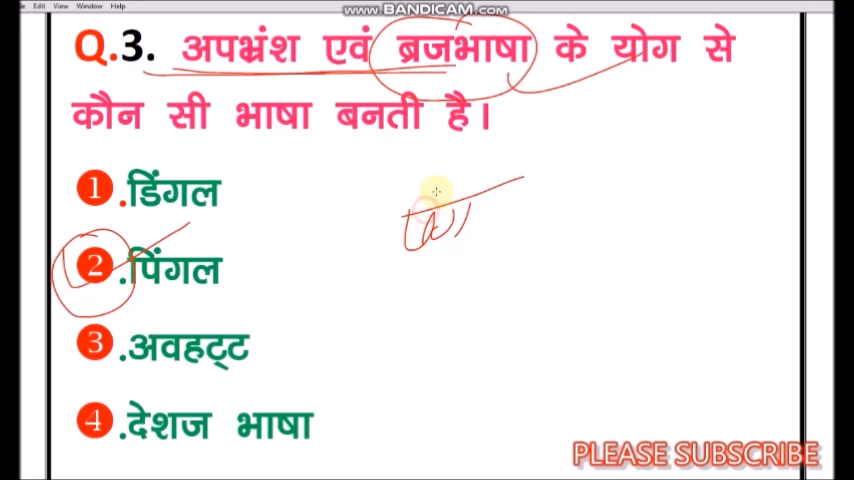 Edit View Window Help
www.BANDICAM.com
Q.3. अपभ्रंश एवं ब्रजभाषा के योग से
कौन सी भाषा बनती है।
1.डिंगल
2.पिंगल
3.अवहट्ट
4.देशज भाषा
PLEASE SUBSCRIBE